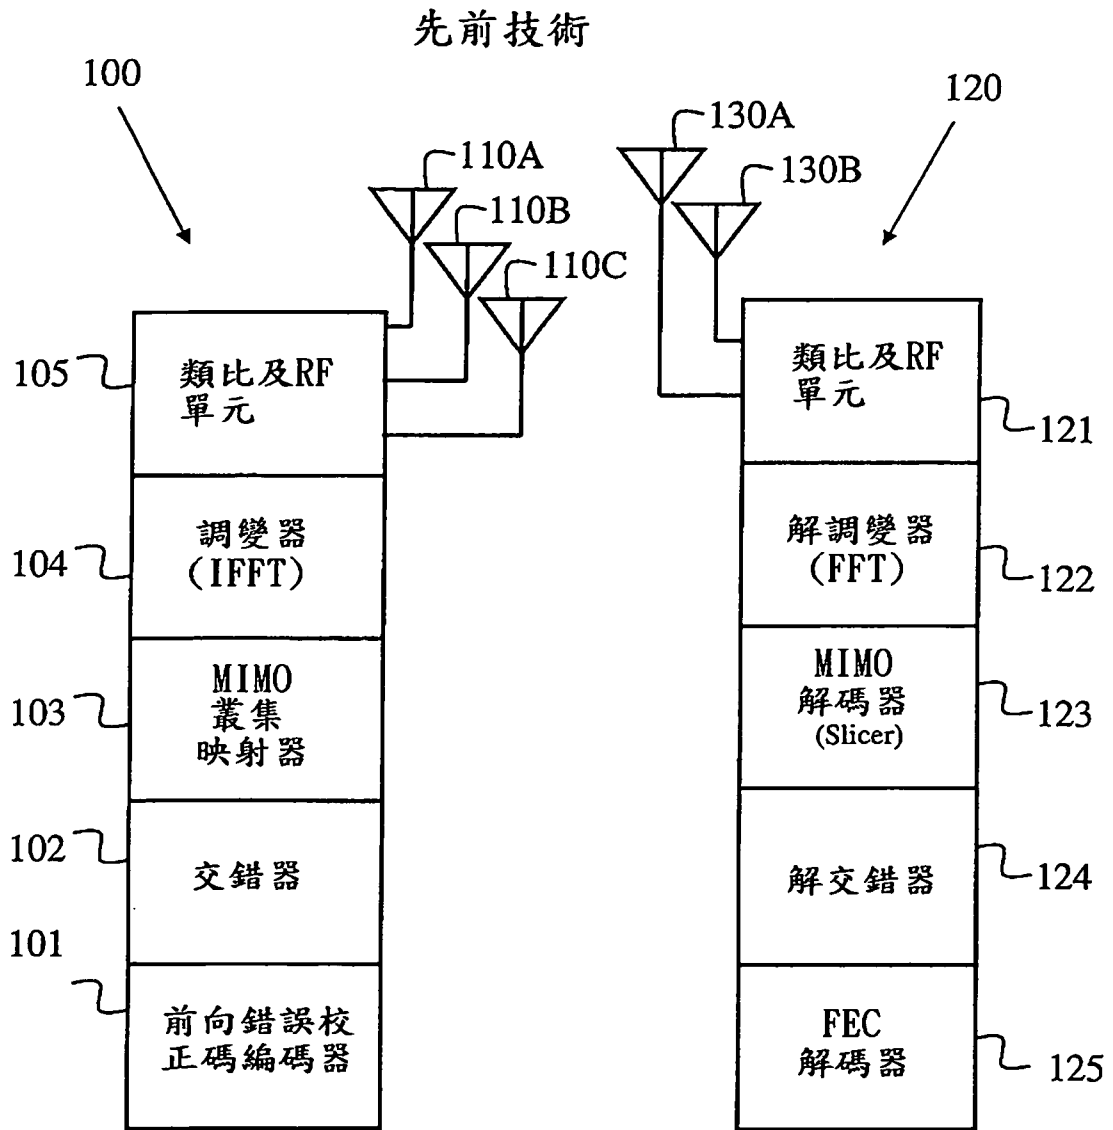 先前技術
100
120
130A
110A
130B
110B
110C
105
類比及RF
單元
類比及RF
單元
121
104
調變器
(IFFT)
解調變器
(FFT)
122
103
MIMO
叢集
映射器
MIMO
解碼器
(Slicer)
123
102
交錯器
解交錯器
124
101
前向錯誤校
正碼編碼器
FEC
解碼器
125